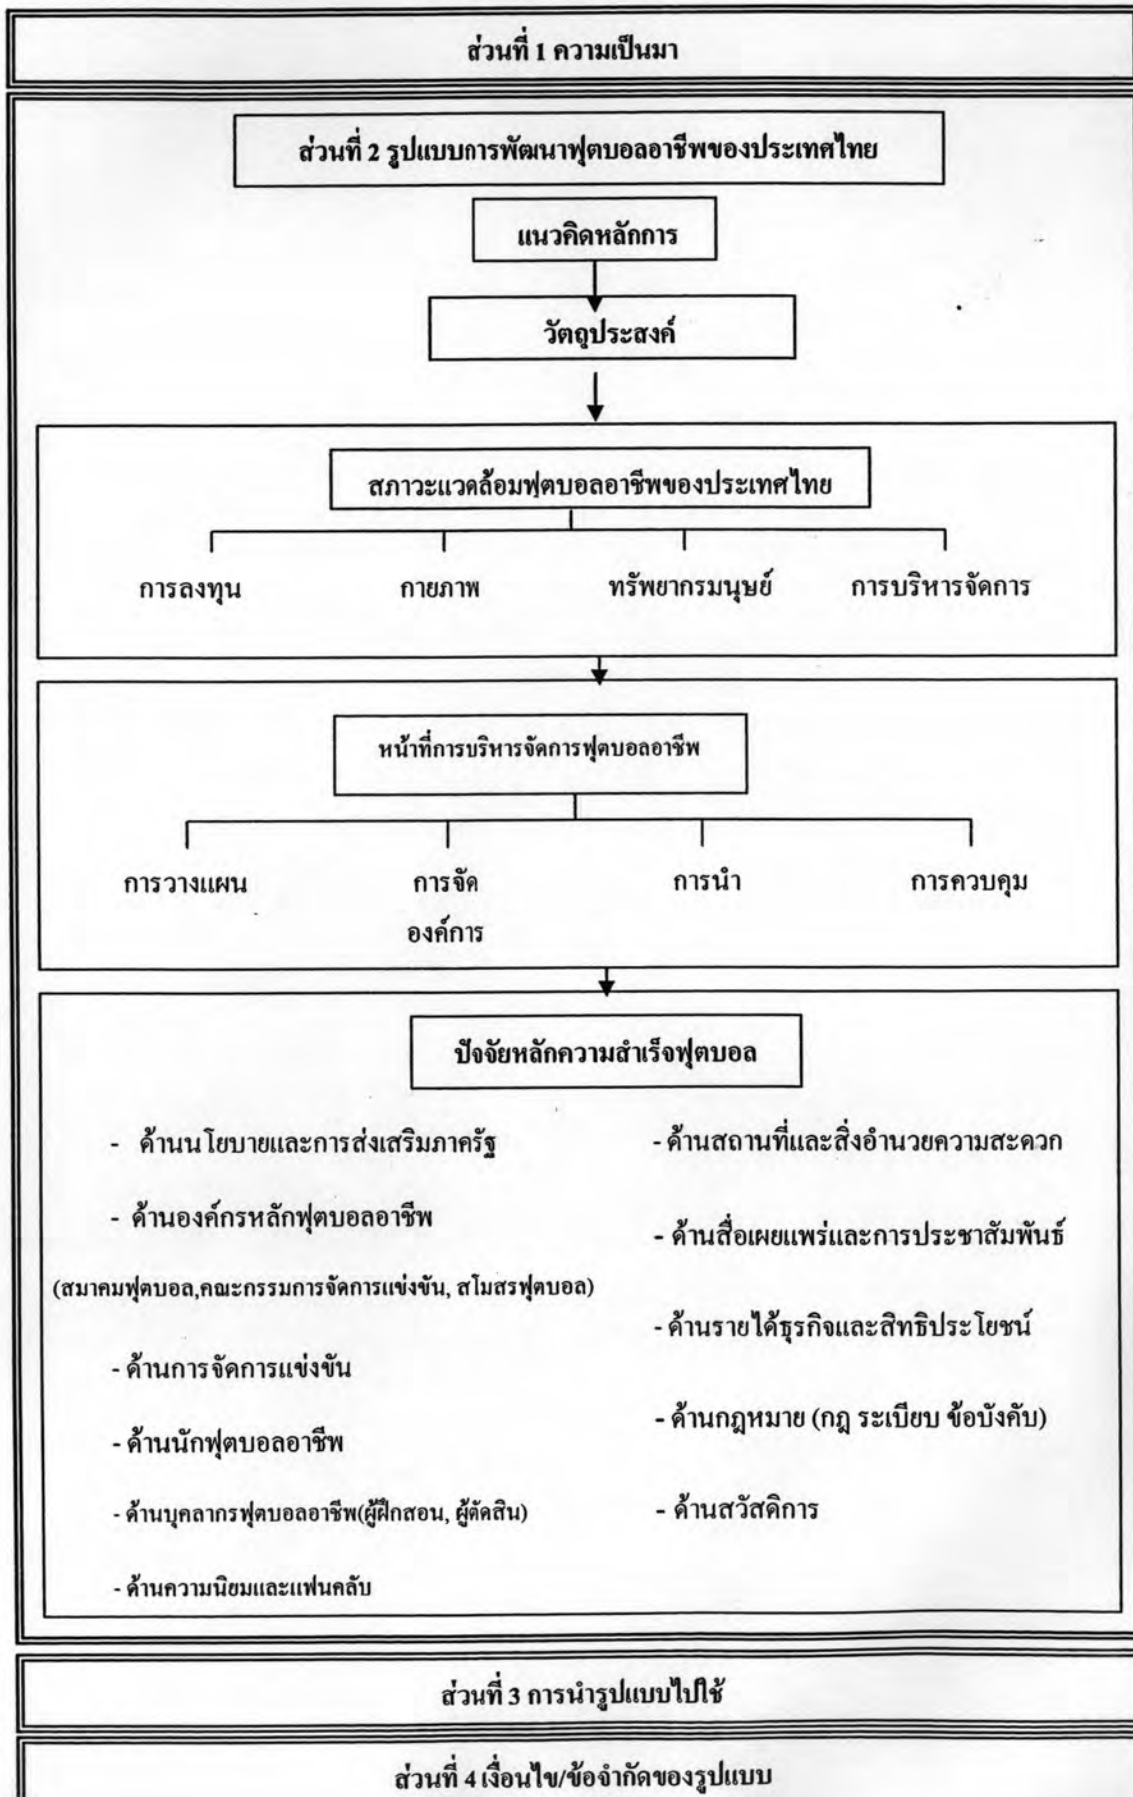 ส่วนที่ 1 ความเป็นมา
ส่วนที่ 2 รูปแบบการพัฒนาฟุตบอลอาชีพของประเทศไทย
แนวคิดหลักการ
วัตถุประสงค์
สภาวะแวดล้อมฟุตบอลอาชีพของประเทศไทย
การลงทุน กายภาพ ทรัพยากรมนุษย์ การบริหารจัดการ
หน้าที่การบริหารจัดการฟุตบอลอาชีพ
การวางแผน การจัด การนำ การควบคุม
องค์การ
ปัจจัยหลักความสำเร็จฟุตบอล
- ด้านนโยบายและการส่งเสริมภาครัฐ
- ด้านองค์กรหลักฟุตบอลอาชีพ
(สมาคมฟุตบอล,คณะกรรมการจัดการแข่งขัน, สโมสรฟุตบอล)
- ด้านการจัดการแข่งขัน
- ด้านนักฟุตบอลอาชีพ
- ด้านบุคลากรฟุตบอลอาชีพ(ผู้ฝึกสอน, ผู้ตัดสิน)
- ด้านความนิยมและแฟนคลับ
- ด้านสถานที่และสิ่งอำนวยความสะดวก
- ด้านสื่อเผยแพร่และการประชาสัมพันธ์
- ด้านรายได้ธุรกิจและสิทธิประโยชน์
- ด้านกฎหมาย (กฎ ระเบียบ ข้อบังคับ)
- ด้านสวัสดิการ
ส่วนที่ 3 การนำรูปแบบไปใช้
ส่วนที่ 4 เงื่อนไข/ข้อจำกัดของรูปแบบ